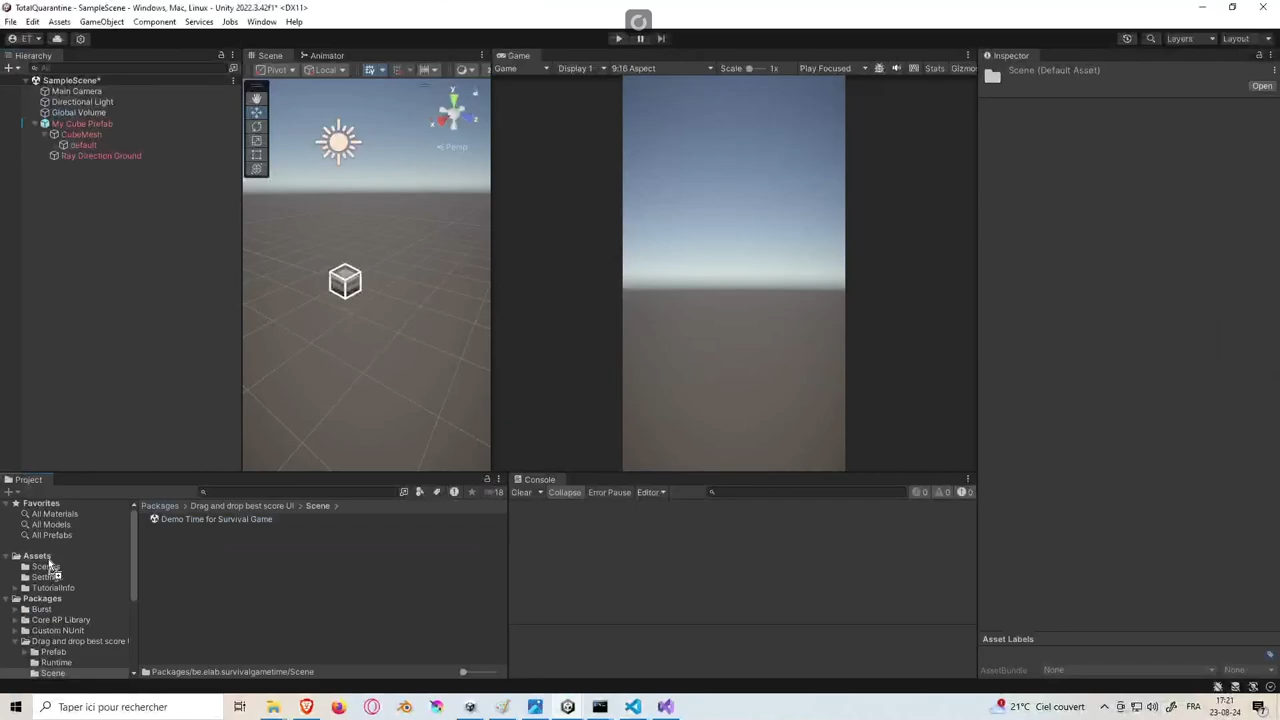 TotalQuarantine - SampleScene - Windows, Mac, Linux - Unity 2022.3.42f1* <DX11>
File Edit Assets GameObject Component Services Jobs Window Help
ET Layers Layout
Hierarchy Scene Animator Game Inspector
All Pivot Local Game Display 1 9:16 Aspect Scale 1x Play Focused Stats Gizmos
Scene (Default Asset)
Open
SampleScene*
Main Camera
Directional Light
Global Volume
My Cube Prefab
CubeMesh
default
Ray Direction Ground
y
x z
Persp
Project Console
18 Clear Collapse Error Pause Editor 0 0 0
Favorites
All Materials
All Models
All Prefabs
Packages Drag and drop best score UI Scene
Demo Time for Survival Game
Assets
TutorialInfo
Packages
Burst
Core RP Library
Custom NUnit
Drag and drop best score
Prefab
Runtime
Scene
Packages/be.elab.survivalgametime/Scene
Asset Labels
AssetBundle None None
Taper ici pour rechercher
21°C Ciel couvert
FRA
17:21
23-08-24